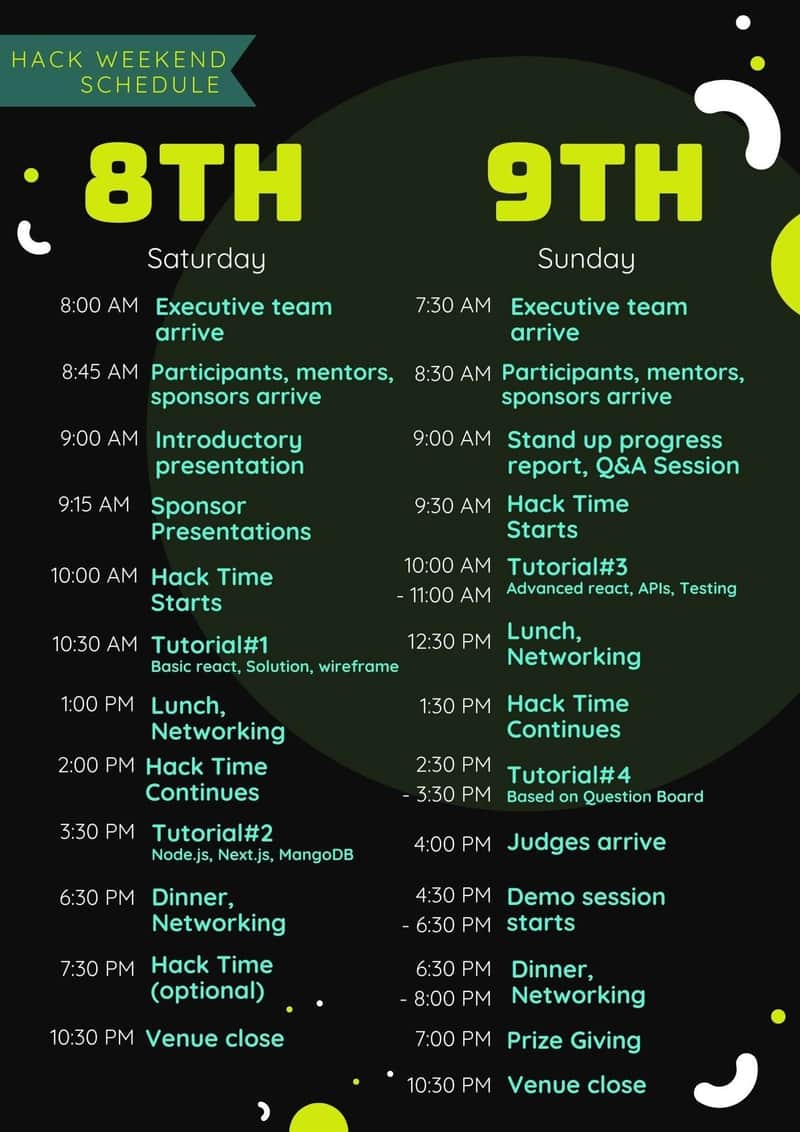 HACK WEEKEND
SCHEDULE
8TH
Saturday
8:00 AM Executive team
arrive
8:45 AM Participants, mentors,
sponsors arrive
9:00 AM Introductory
presentation
9:15 AM Sponsor
Presentations
10:00 AM Hack Time
Starts
10:30 AM Tutorial#1
Basic react, Solution, wireframe
1:00 PM Lunch,
Networking
2:00 PM Hack Time
Continues
3:30 PM Tutorial#2
Node.js, Next.js, MangoDB
6:30 PM Dinner,
Networking
7:30 PM Hack Time
(optional)
10:30 PM Venue close
9TH
Sunday
7:30 AM Executive team
arrive
8:30 AM Participants, mentors,
sponsors arrive
9:00 AM Stand up progress
report, Q&A Session
9:30 AM Hack Time
Starts
10:00 AM Tutorial#3
- 11:00 AM Advanced react, APIs, Testing
12:30 PM Lunch,
Networking
1:30 PM Hack Time
Continues
2:30 PM Tutorial#4
- 3:30 PM Based on Question Board
4:00 PM Judges arrive
4:30 PM Demo session
- 6:30 PM starts
6:30 PM Dinner,
- 8:00 PM Networking
7:00 PM Prize Giving
10:30 PM Venue close